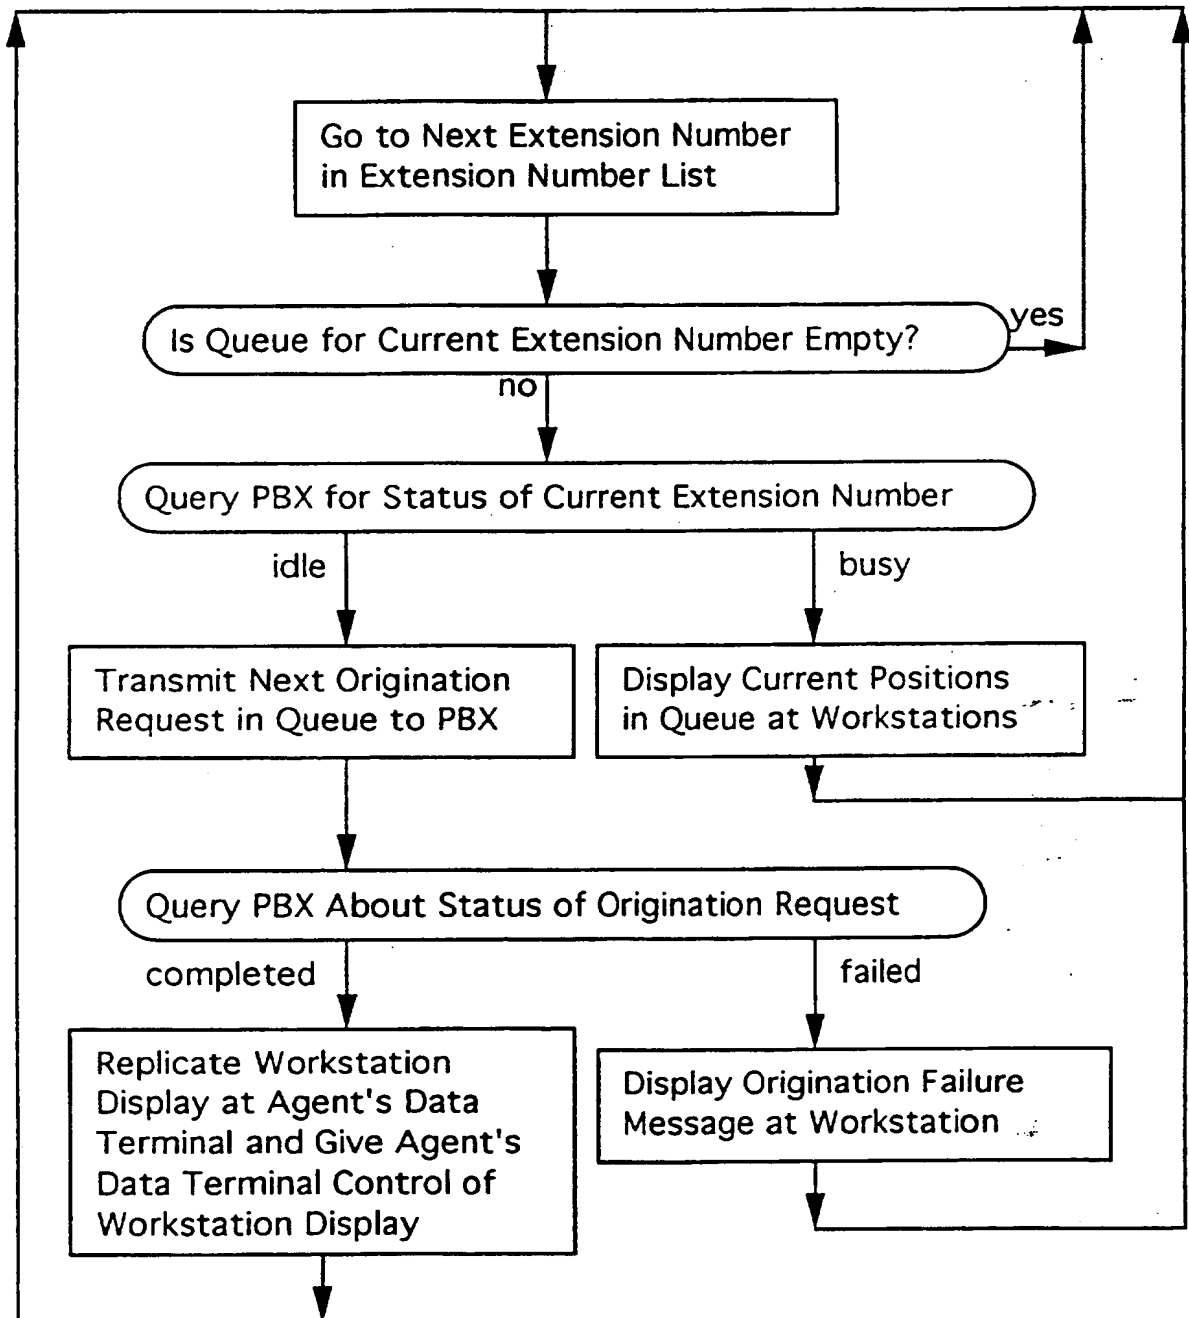 Go to Next Extension Number
in Extension Number List
Is Queue for Current Extension Number Empty?
yes
no
Query PBX for Status of Current Extension Number
idle
busy
Transmit Next Origination
Request in Queue to PBX
Display Current Positions
in Queue at Workstations
Query PBX About Status of Origination Request
completed
failed
Replicate Workstation
Display at Agent's Data
Terminal and Give Agent's
Data Terminal Control of
Workstation Display
Display Origination Failure
Message at Workstation